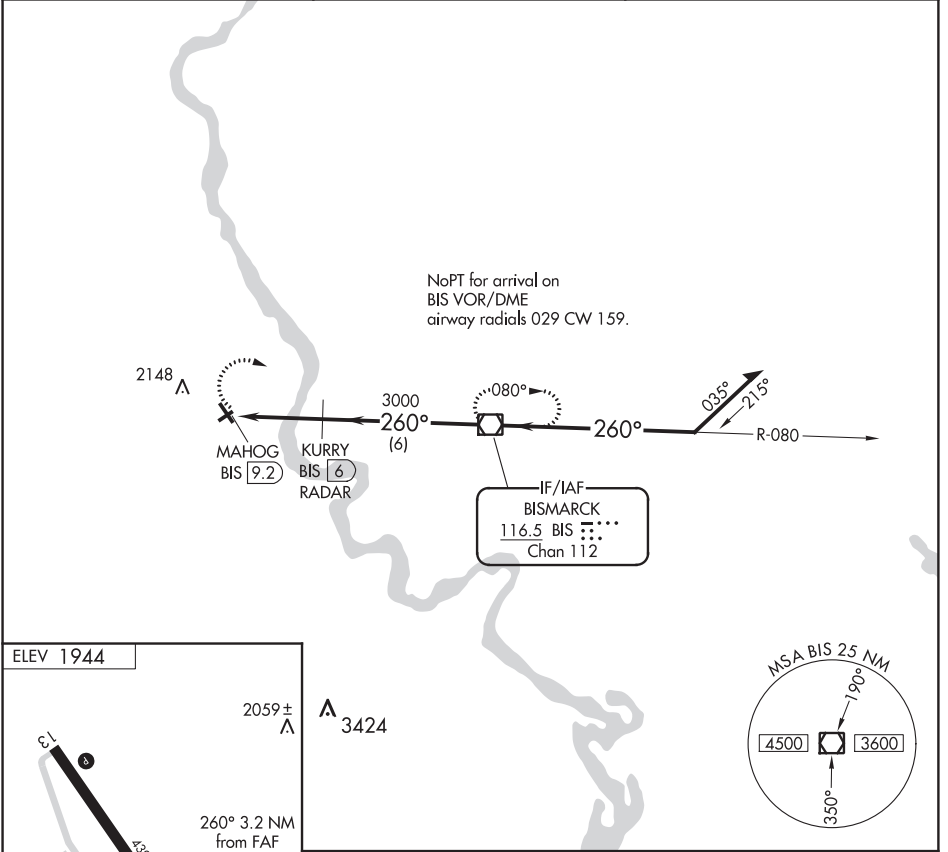 NoPT for arrival on
BIS VOR/DME
airway radials 029 CW 159.
2148
080°
035°
215°
3000
260°
(6)
260°
R-080
MAHOG
BIS 9.2
KURRY
BIS 6
RADAR
IF/IAF
BISMARCK
116.5 BIS
Chan 112
ELEV 1944
2059±
3424
13
P
260° 3.2 NM
from FAF
MSA BIS 25 NM
190°
4500
3600
350°